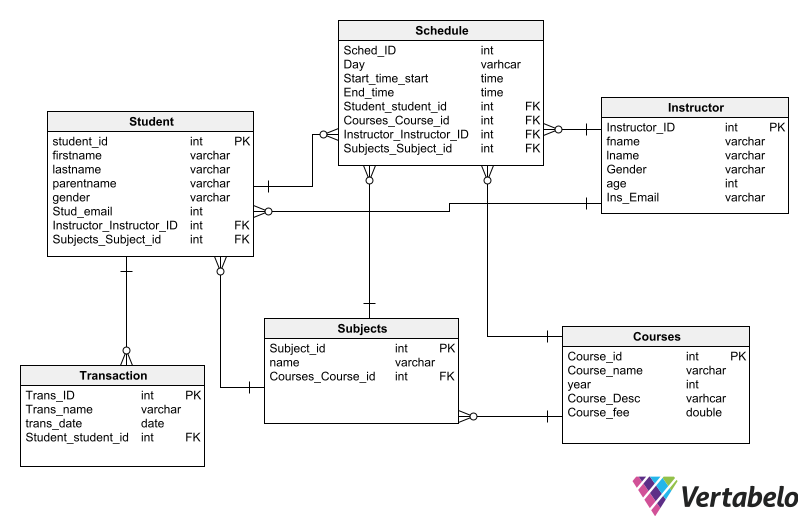 Schedule
Sched_ID int
Day varhcar
Start_time_start time
End_time time
Student_student_id int FK
Courses_Course_id int FK
Instructor_Instructor_ID int FK
Subjects_Subject_id int FK
Instructor
Instructor_ID int PK
fname varchar
lname varchar
Gender varchar
age int
Ins_Email varchar
Student
student_id int PK
firstname varchar
lastname varchar
parentname varchar
gender varchar
Stud_email int
Instructor_Instructor_ID int FK
Subjects_Subject_id int FK
Subjects
Subject_id int PK
name varchar
Courses_Course_id int FK
Courses
Course_id int PK
Course_name varchar
year int
Course_Desc varhcar
Course_fee double
Transaction
Trans_ID int PK
Trans_name varchar
trans_date date
Student_student_id int FK
Vertabelo